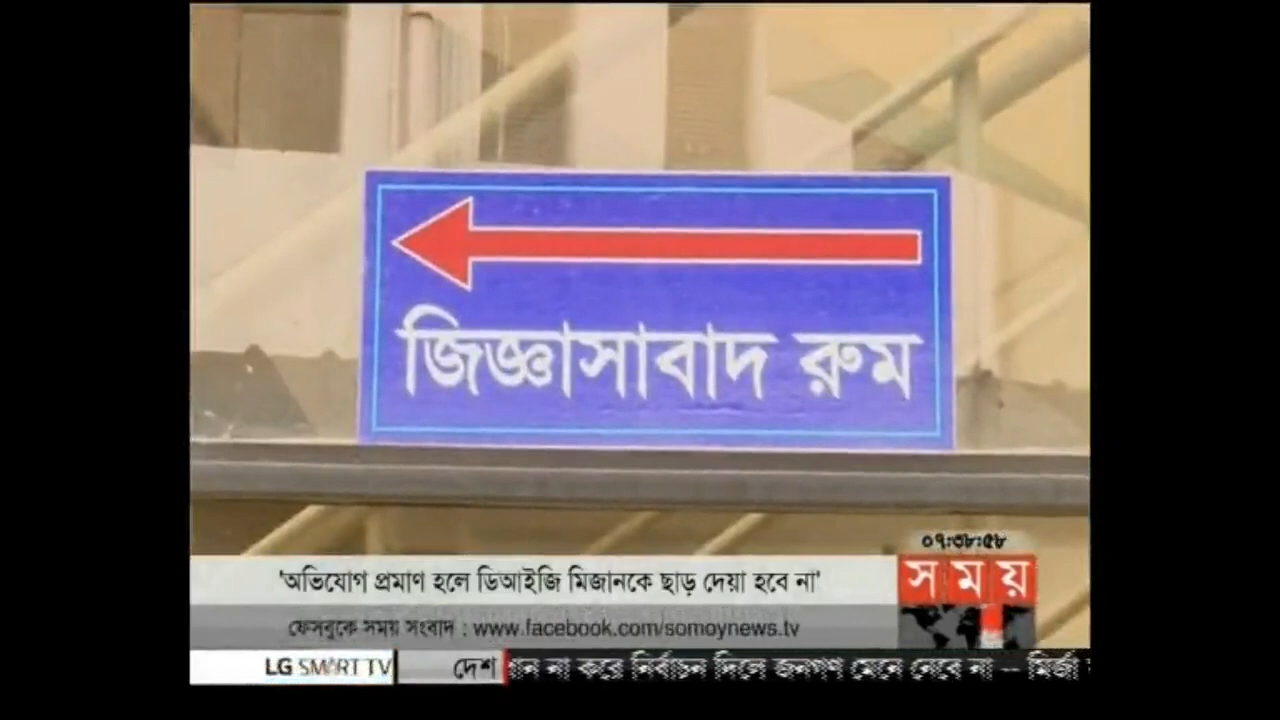 জিজ্ঞাসাবাদ রুম
০৭:৩৮:৫৮
সময়
'অভিযোগ প্রমাণ হলে ডিআইজি মিজানকে ছাড় দেয়া হবে না'
ফেসবুকে সময় সংবাদ : www.facebook.com/somoynews.tv
LG SMART TV
দেশ
না করে নির্বাচন দিলে জনগণ মেনে নেবে না -- মির্জা